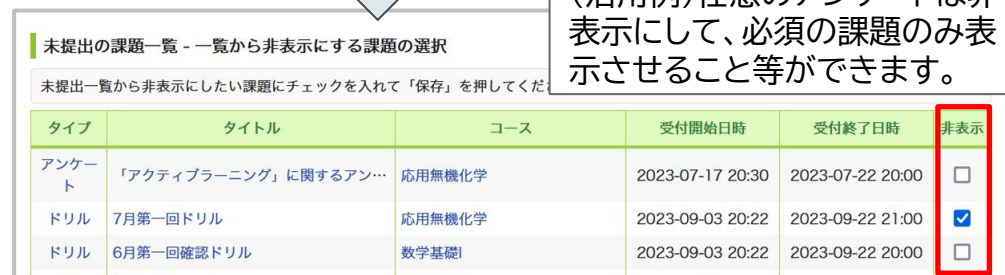 (活用例)任意のアンケートは非
表示にして、必須の課題のみ表
示させること等ができます。
未提出の課題一覧 - 一覧から非表示にする課題の選択
未提出一覧から非表示にしたい課題にチェックを入れて「保存」を押してくだ
タイプ タイトル コース 受付開始日時 受付終了日時 非表示
アンケー
ト 「アクティブラーニング」に関するアン… 応用無機化学 2023-07-17 20:30 2023-07-22 20:00
ドリル 7月第一回ドリル 応用無機化学 2023-09-03 20:22 2023-09-22 21:00
ドリル 6月第一回確認ドリル 数学基礎I 2023-09-03 20:22 2023-09-22 20:00